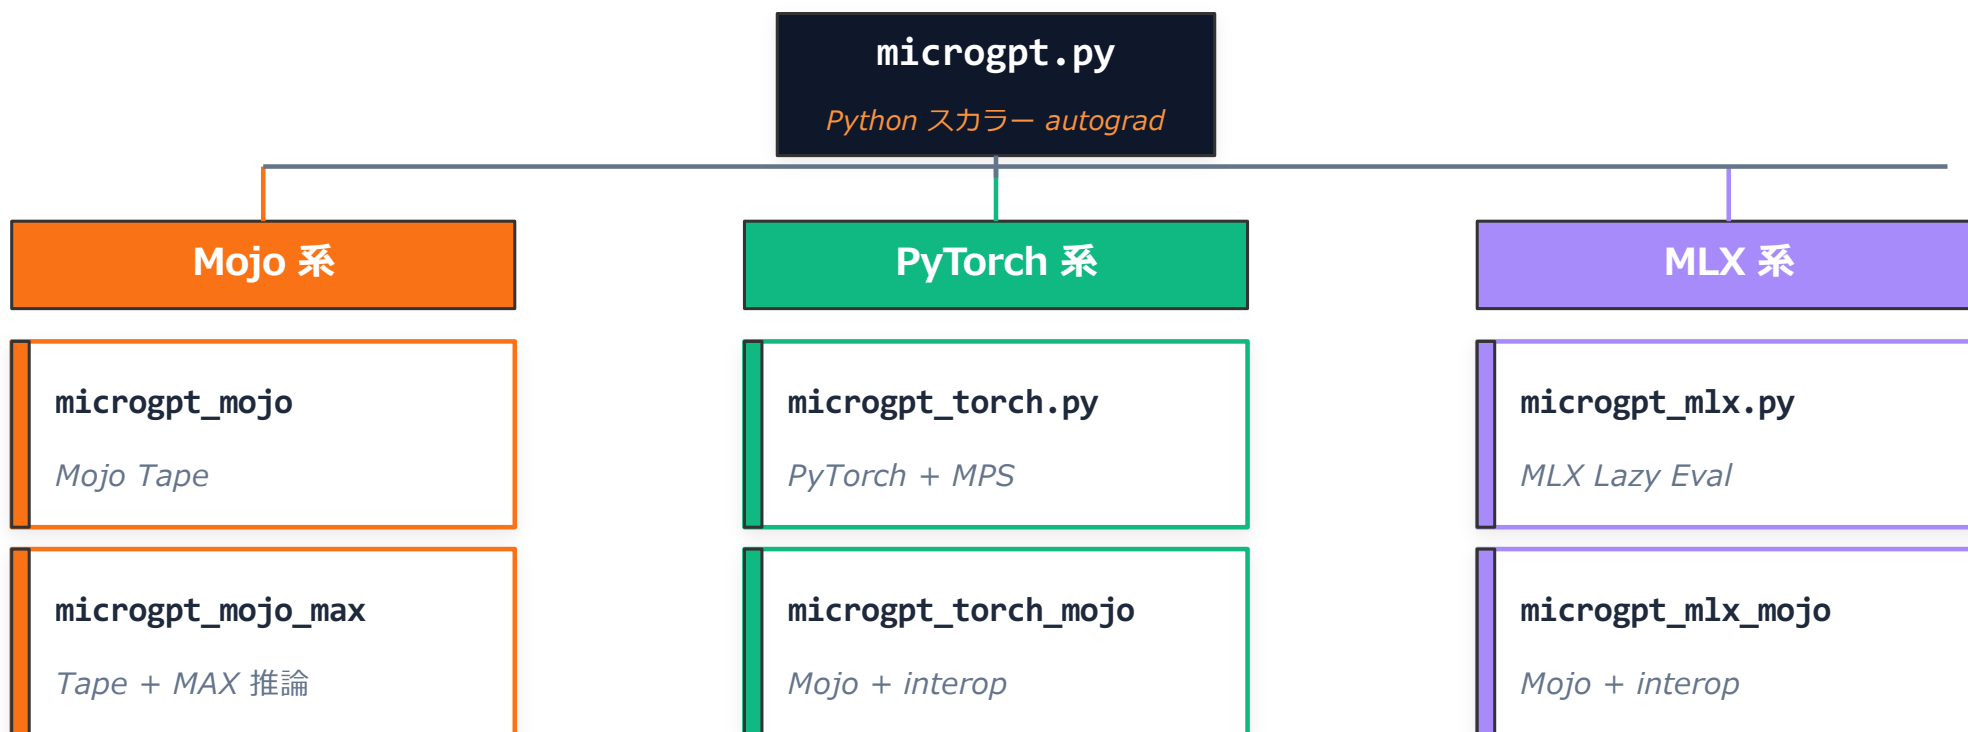 microgpt.py
Python スカラー autograd
Mojo 系
PyTorch 系
MLX 系
microgpt_mojo
Mojo Tape
microgpt_torch.py
PyTorch + MPS
microgpt_mlx.py
MLX Lazy Eval
microgpt_mojo_max
Tape + MAX 推論
microgpt_torch_mojo
Mojo + interop
microgpt_mlx_mojo
Mojo + interop